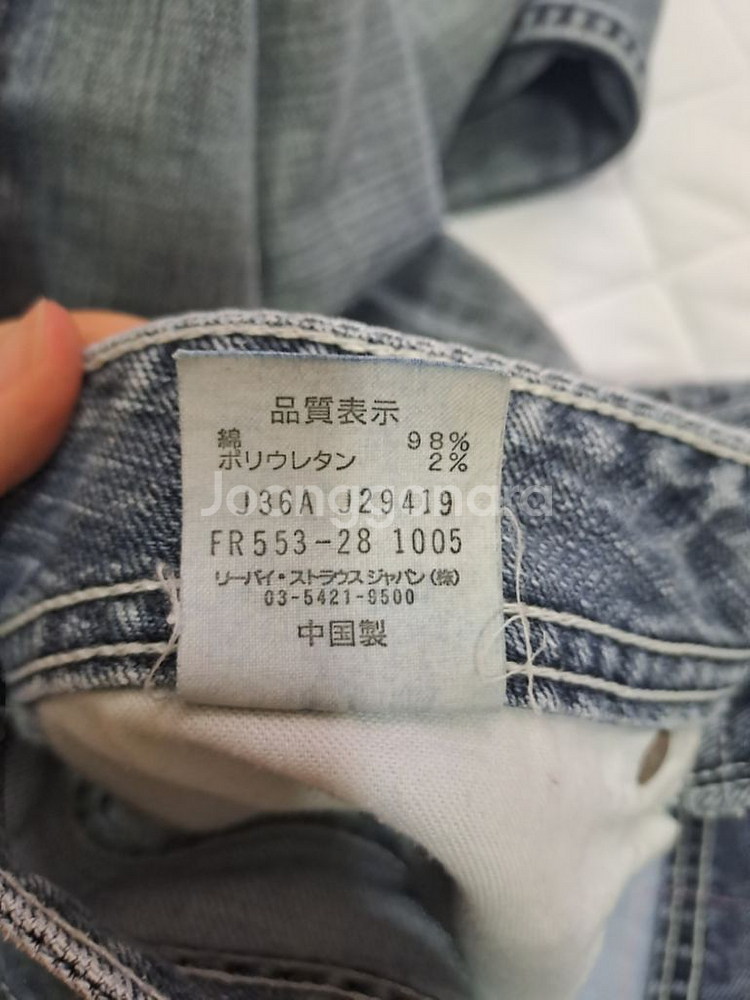 品質表示
綿 98%
ポリウレタン 2%
J36A J29419
Joonggonara
FR553-28 1005
リーバイ・ストラウス ジャパン(株)
03-5421-9500
中国製